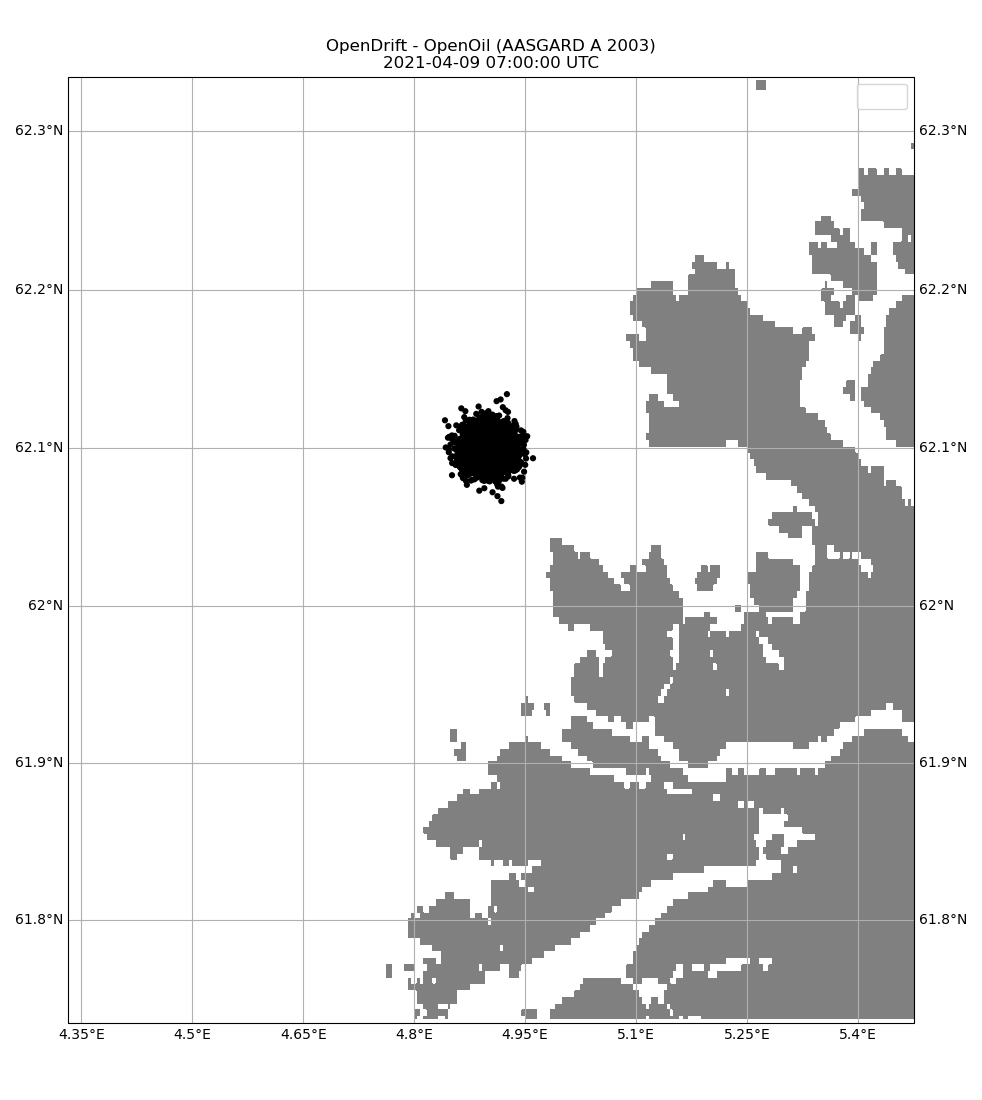 OpenDrift - OpenOil (AASGARD A 2003)
2021-04-09 07:00:00 UTC
62.3°N 62.3°N
62.2°N 62.2°N
62.1°N 62.1°N
62°N 62°N
61.9°N 61.9°N
61.8°N 61.8°N
4.35°E 4.5°E 4.65°E 4.8°E 4.95°E 5.1°E 5.25°E 5.4°E